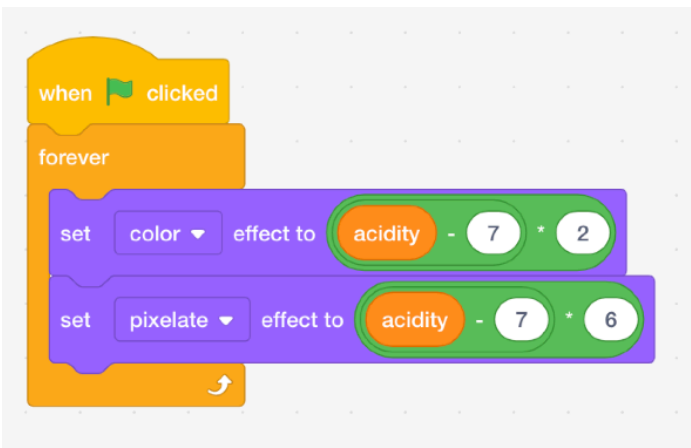 when clicked
forever
set color effect to acidity - 7 * 2
set pixelate effect to acidity - 7 * 6